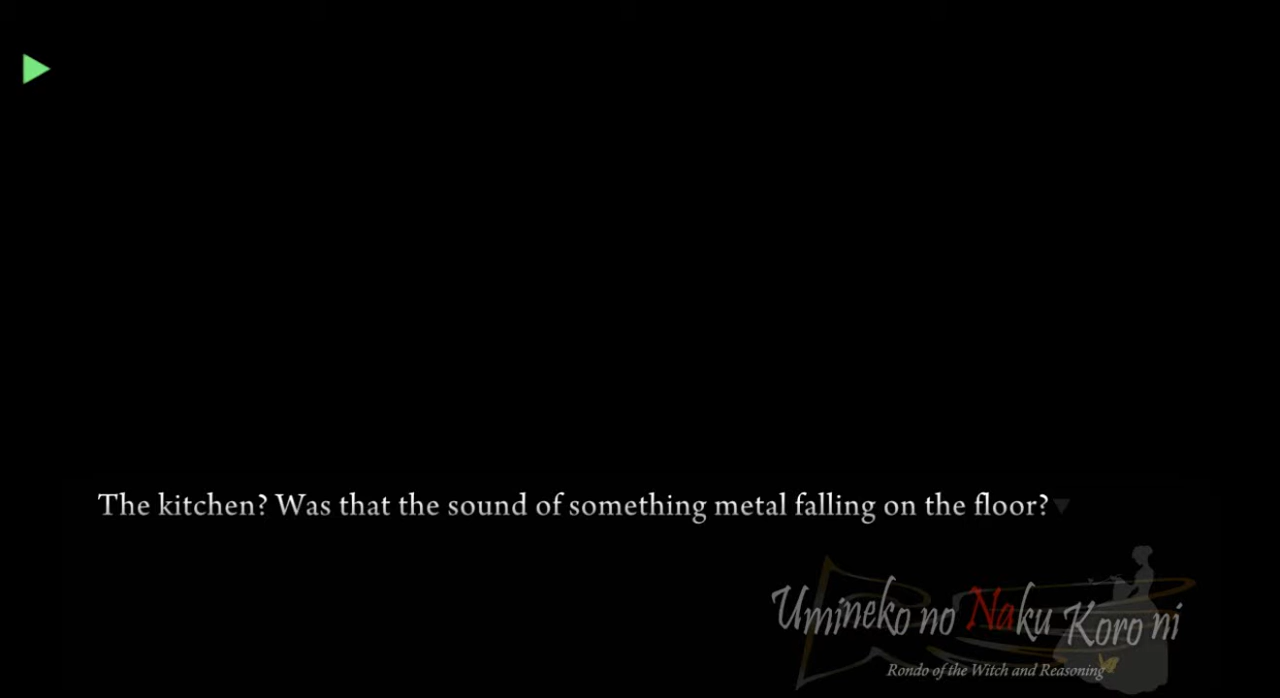 The kitchen? Was that the sound of something metal falling on the floor?
Umineko no Naku Koro ni
Rondo of the Witch and Reasoning